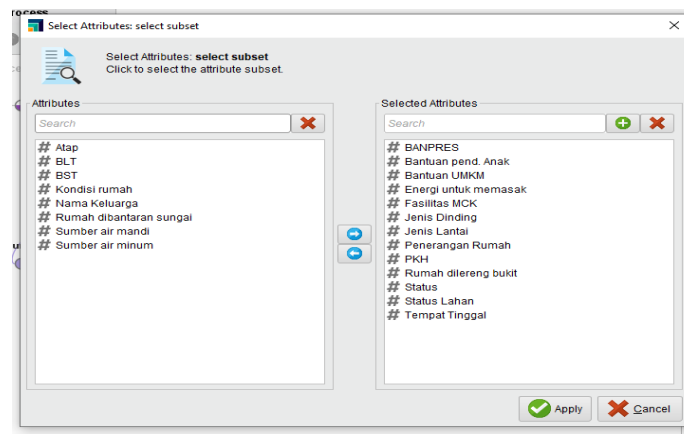 rocess
Select Attributes: select subset
Select Attributes: select subset
Click to select the attribute subset.
Attributes
Search
# Atap
# BLT
# BST
# Kondisi rumah
# Nama Keluarga
# Rumah dibantaran sungai
# Sumber air mandi
# Sumber air minum
Selected Attributes
Search
# BANPRES
# Bantuan pend. Anak
# Bantuan UMKM
# Energi untuk memasak
# Fasilitas MCK
# Jenis Dinding
# Jenis Lantai
# Penerangan Rumah
# PKH
# Rumah dilereng bukit
# Status
# Status Lahan
# Tempat Tinggal
Apply
Cancel